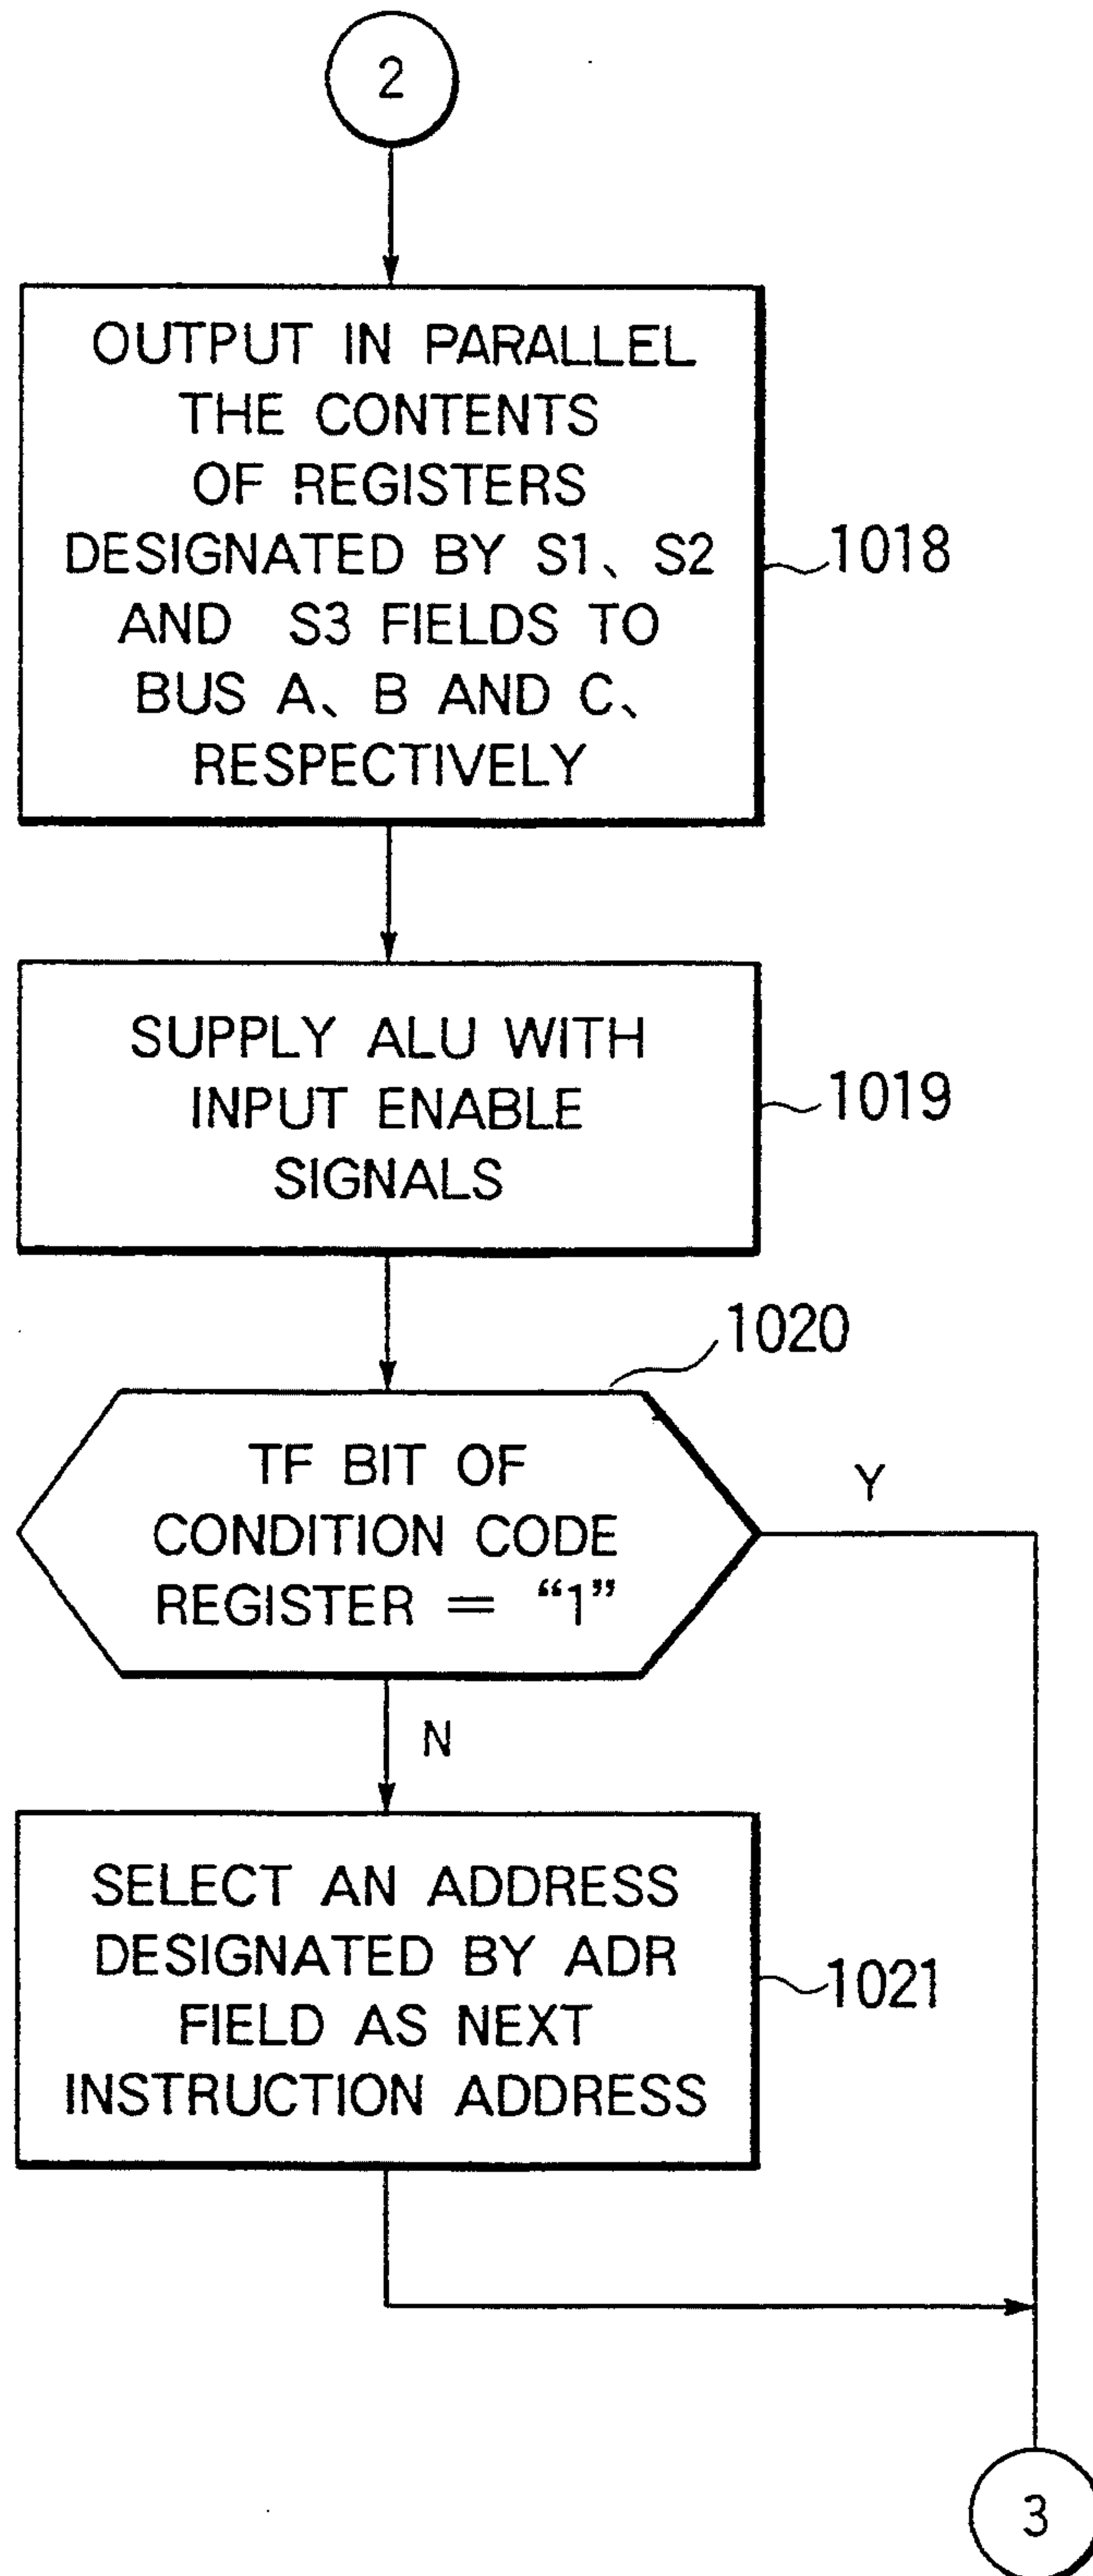 2
OUTPUT IN PARALLEL
THE CONTENTS
OF REGISTERS
DESIGNATED BY S1、S2
AND S3 FIELDS TO
BUS A、B AND C、
RESPECTIVELY
1018
SUPPLY ALU WITH
INPUT ENABLE
SIGNALS
1019
1020
TF BIT OF
CONDITION CODE
REGISTER = “1”
Y
N
SELECT AN ADDRESS
DESIGNATED BY ADR
FIELD AS NEXT
INSTRUCTION ADDRESS
1021
3